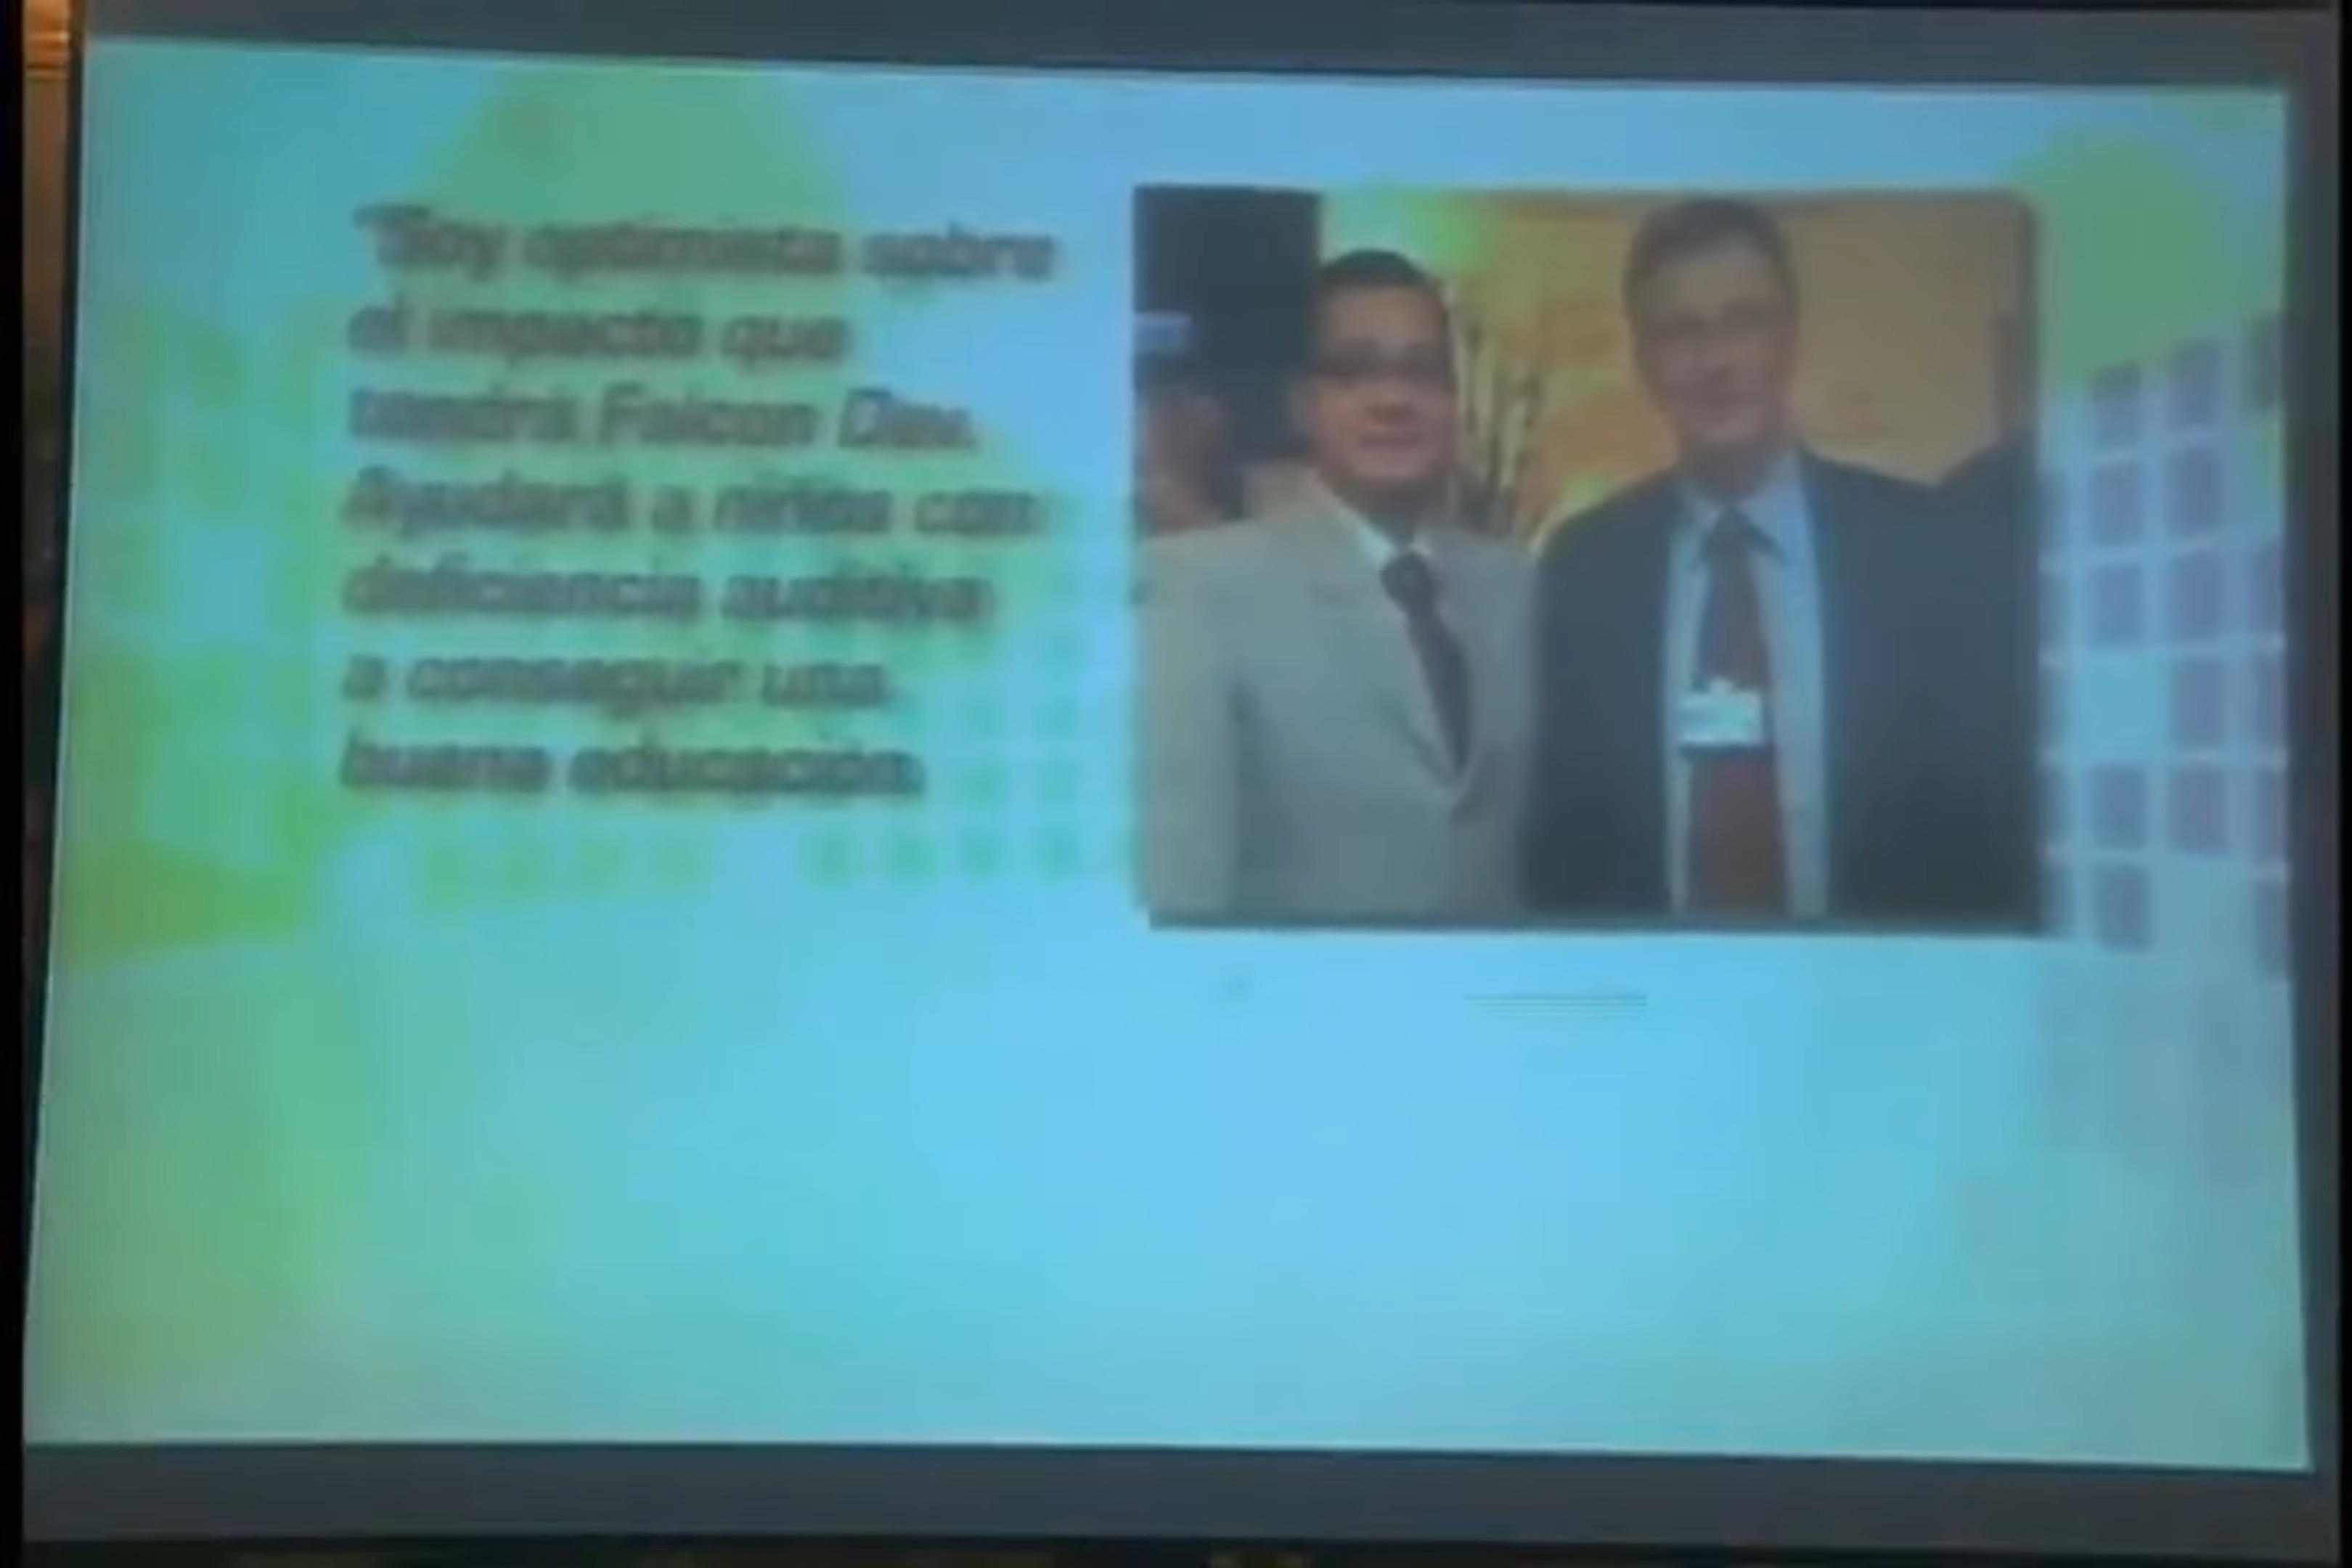 "Soy optimista sobre
el impacto que
tendrá Falcon Dev.
Ayudará a niños con
deficiencia auditiva
a conseguir una
buena educación.